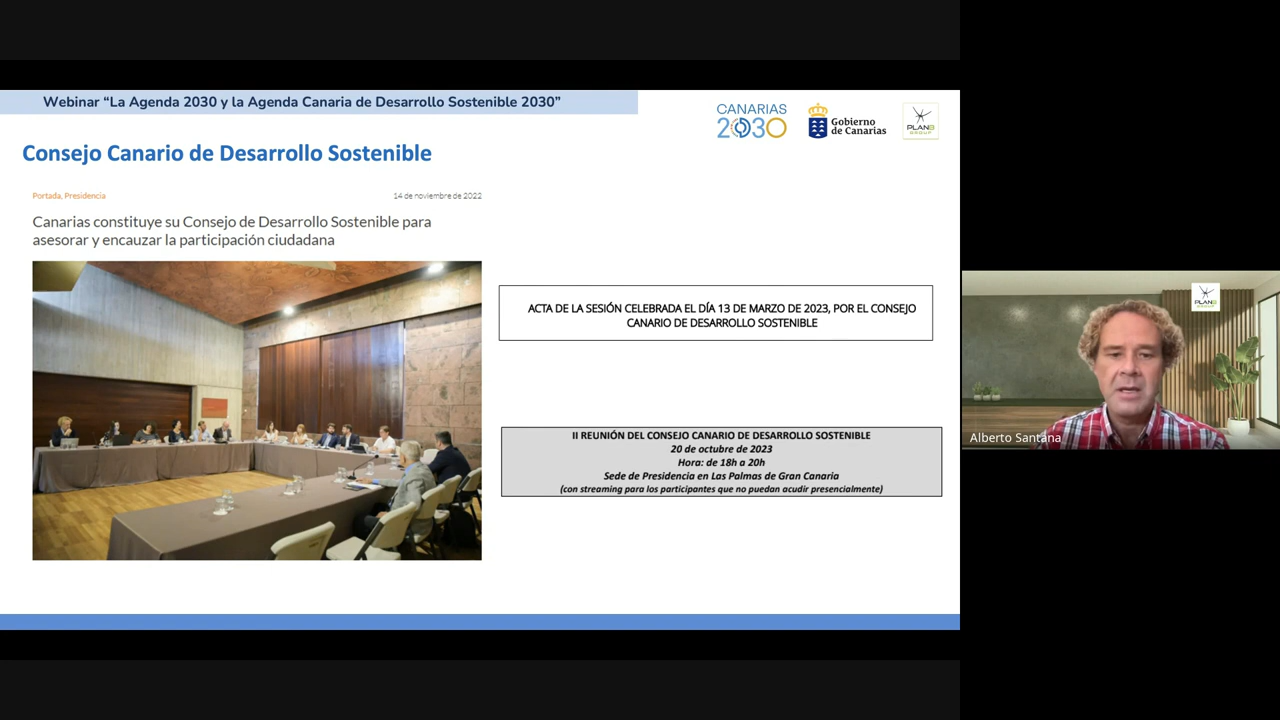 Webinar “La Agenda 2030 y la Agenda Canaria de Desarrollo Sostenible 2030”
CANARIAS
2030
Gobierno
de Canarias
PLANB
GROUP
Consejo Canario de Desarrollo Sostenible
Portada, Presidencia
14 de noviembre de 2022
Canarias constituye su Consejo de Desarrollo Sostenible para
asesorar y encauzar la participación ciudadana
ACTA DE LA SESIÓN CELEBRADA EL DÍA 13 DE MARZO DE 2023, POR EL CONSEJO
CANARIO DE DESARROLLO SOSTENIBLE
II REUNIÓN DEL CONSEJO CANARIO DE DESARROLLO SOSTENIBLE
20 de octubre de 2023
Hora: de 18h a 20h
Sede de Presidencia en Las Palmas de Gran Canaria
(con streaming para los participantes que no puedan acudir presencialmente)
PLANB
GROUP
Alberto Santana